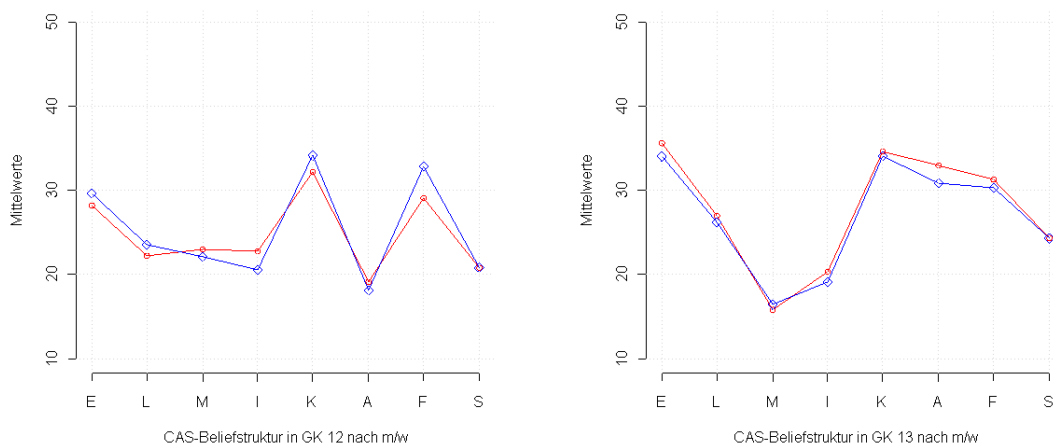 50
40
30
20
10
Mittelwerte
E L M I K A F S
CAS-Beliefstruktur in GK 12 nach m/w
50
40
30
20
10
Mittelwerte
E L M I K A F S
CAS-Beliefstruktur in GK 13 nach m/w